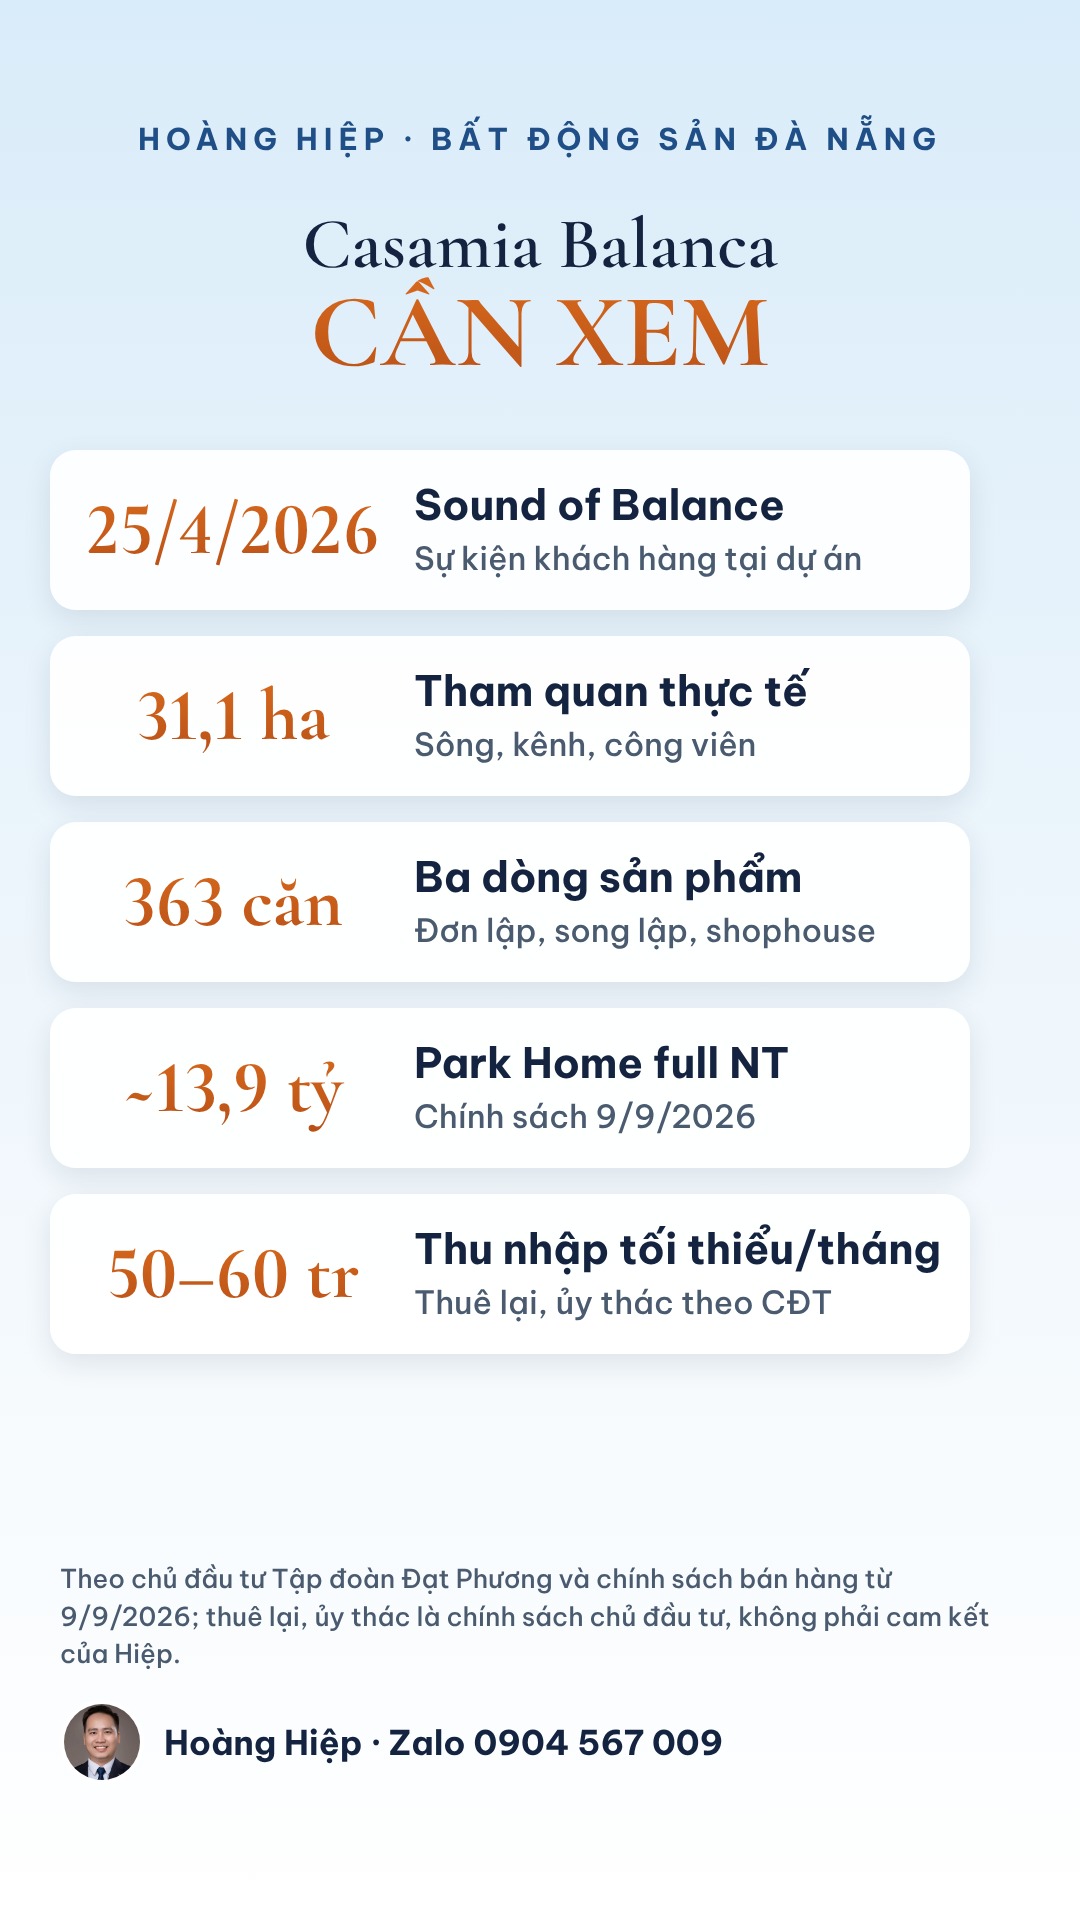 HOÀNG HIỆP · BẤT ĐỘNG SẢN ĐÀ NẴNG
Casamia Balanca
CẦN XEM
25/4/2026
Sound of Balance
Sự kiện khách hàng tại dự án
31,1 ha
Tham quan thực tế
Sông, kênh, công viên
363 căn
Ba dòng sản phẩm
Đơn lập, song lập, shophouse
~13,9 tỷ
Park Home full NT
Chính sách 9/9/2026
50–60 tr
Thu nhập tối thiểu/tháng
Thuê lại, ủy thác theo CĐT
Theo chủ đầu tư Tập đoàn Đạt Phương và chính sách bán hàng từ
9/9/2026; thuê lại, ủy thác là chính sách chủ đầu tư, không phải cam kết
của Hiệp.
Hoàng Hiệp · Zalo 0904 567 009